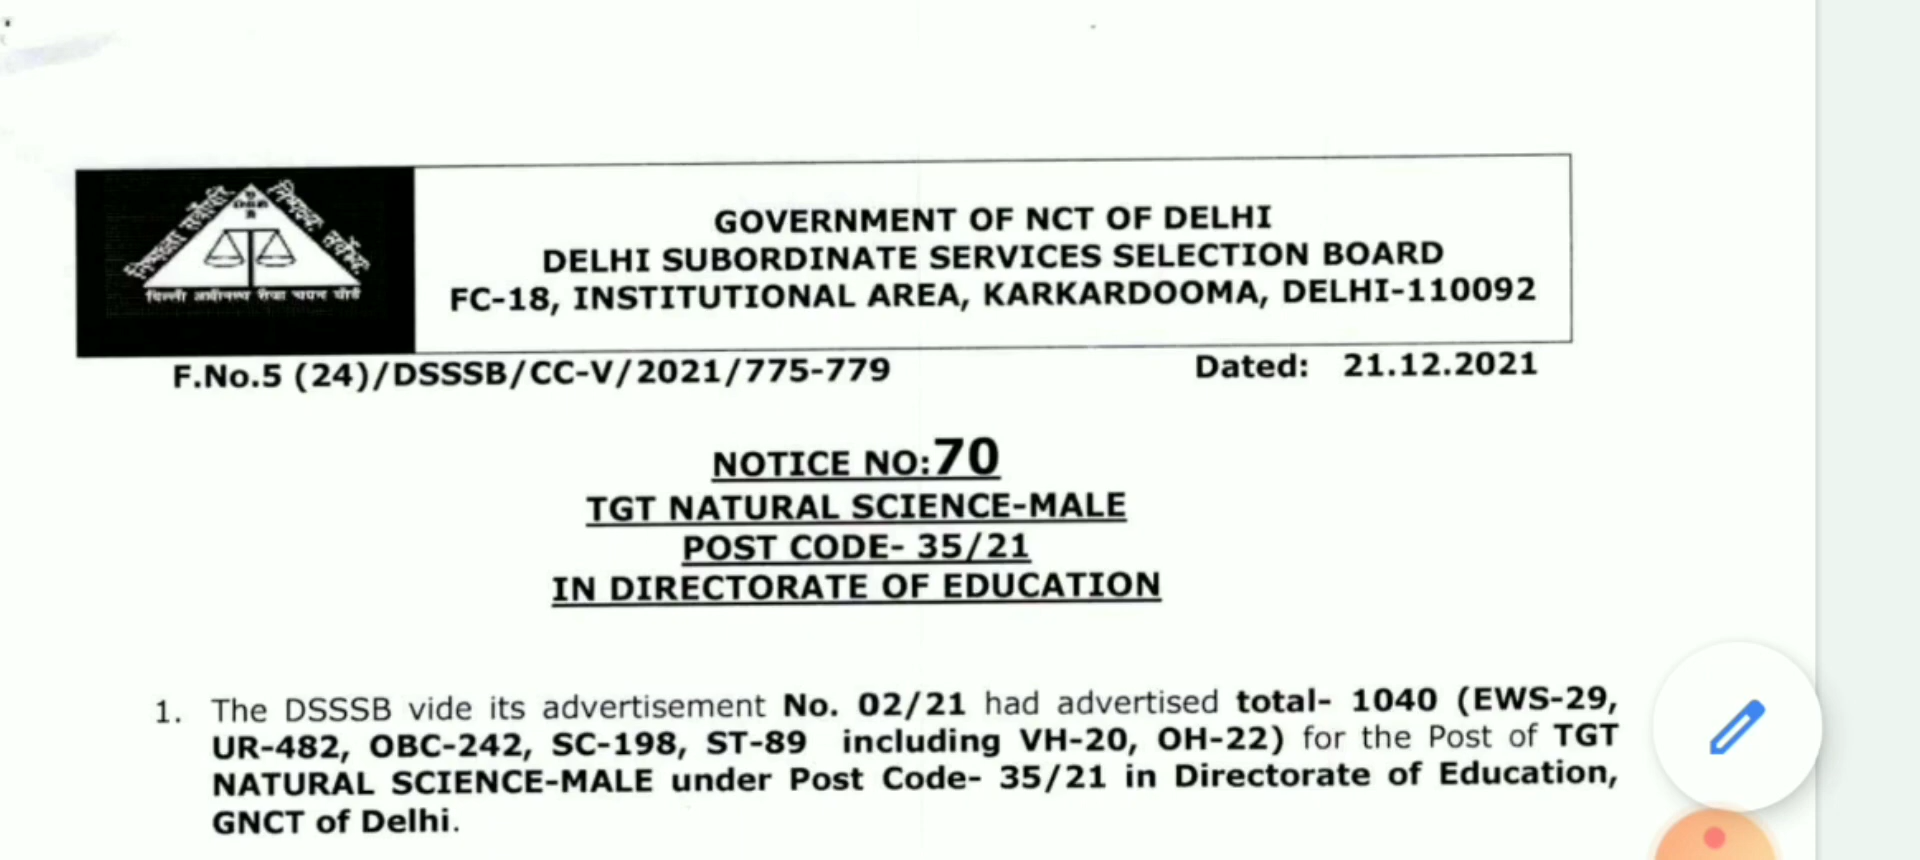 दिल्ली अधीनस्थ सेवा चयन बोर्ड
GOVERNMENT OF NCT OF DELHI
DELHI SUBORDINATE SERVICES SELECTION BOARD
FC-18, INSTITUTIONAL AREA, KARKARDOOMA, DELHI-110092
F.No.5 (24)/DSSSB/CC-V/2021/775-779 Dated: 21.12.2021
NOTICE NO:70
TGT NATURAL SCIENCE-MALE
POST CODE- 35/21
IN DIRECTORATE OF EDUCATION
1. The DSSSB vide its advertisement No. 02/21 had advertised total- 1040 (EWS-29,
UR-482, OBC-242, SC-198, ST-89 including VH-20, OH-22) for the Post of TGT
NATURAL SCIENCE-MALE under Post Code- 35/21 in Directorate of Education,
GNCT of Delhi.